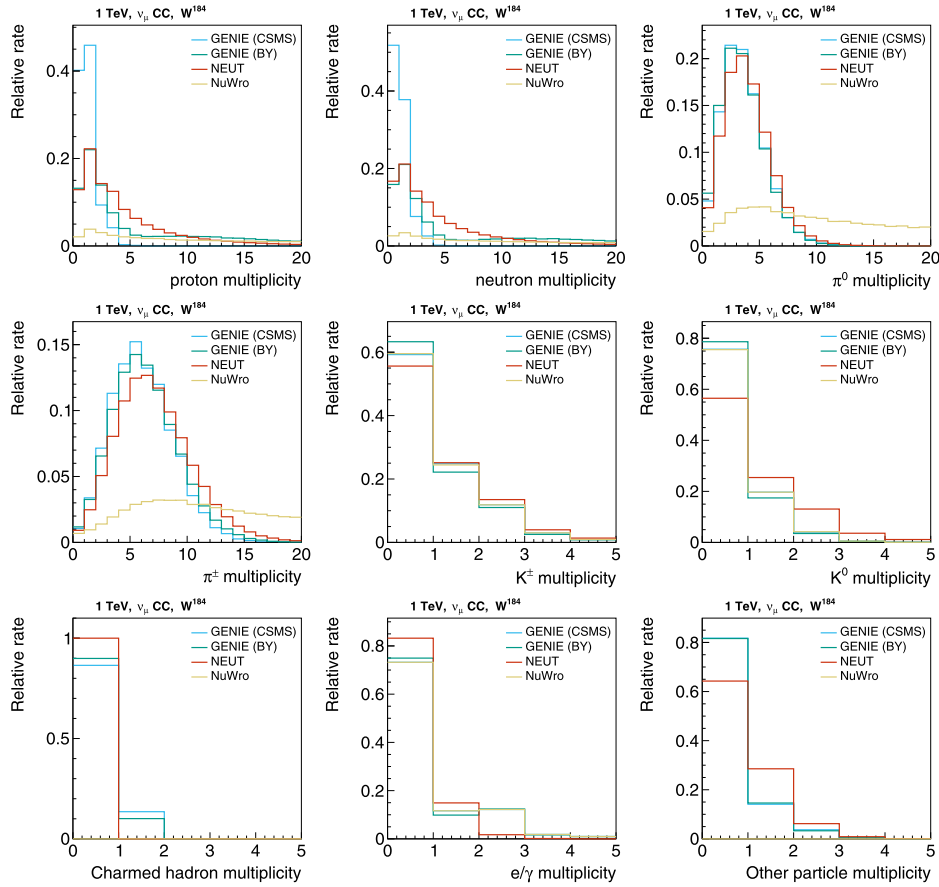 1 TeV, νμ CC, W184
Relative rate
GENIE (CSMS)
GENIE (BY)
NEUT
NuWro
0.4
0.2
0
0 5 10 15 20
proton multiplicity
1 TeV, νμ CC, W184
Relative rate
GENIE (CSMS)
GENIE (BY)
NEUT
NuWro
0.4
0.2
0
0 5 10 15 20
neutron multiplicity
1 TeV, νμ CC, W184
Relative rate
GENIE (CSMS)
GENIE (BY)
NEUT
NuWro
0.2
0.15
0.1
0.05
0
0 5 10 15 20
π0 multiplicity
1 TeV, νμ CC, W184
Relative rate
GENIE (CSMS)
GENIE (BY)
NEUT
NuWro
0.15
0.1
0.05
0
0 5 10 15 20
π± multiplicity
1 TeV, νμ CC, W184
Relative rate
GENIE (CSMS)
GENIE (BY)
NEUT
NuWro
0.6
0.4
0.2
0
0 1 2 3 4 5
K± multiplicity
1 TeV, νμ CC, W184
Relative rate
GENIE (CSMS)
GENIE (BY)
NEUT
NuWro
0.8
0.6
0.4
0.2
0
0 1 2 3 4 5
K0 multiplicity
1 TeV, νμ CC, W184
Relative rate
GENIE (CSMS)
GENIE (BY)
NEUT
NuWro
1
0.5
0
0 1 2 3 4 5
Charmed hadron multiplicity
1 TeV, νμ CC, W184
Relative rate
GENIE (CSMS)
GENIE (BY)
NEUT
NuWro
0.8
0.6
0.4
0.2
0
0 1 2 3 4 5
e/γ multiplicity
1 TeV, νμ CC, W184
Relative rate
GENIE (CSMS)
GENIE (BY)
NEUT
NuWro
0.8
0.6
0.4
0.2
0
0 1 2 3 4 5
Other particle multiplicity